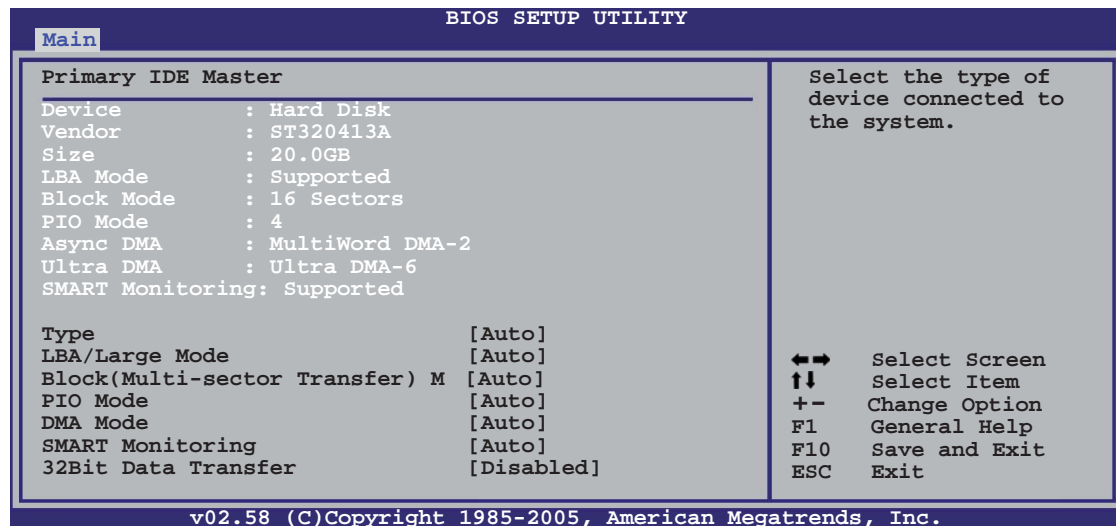 BIOS SETUP UTILITY
Main
Primary IDE Master
Device : Hard Disk
Vendor : ST320413A
Size : 20.0GB
LBA Mode : Supported
Block Mode : 16 Sectors
PIO Mode : 4
Async DMA : MultiWord DMA-2
Ultra DMA : Ultra DMA-6
SMART Monitoring: Supported
Type [Auto]
LBA/Large Mode [Auto]
Block(Multi-sector Transfer) M [Auto]
PIO Mode [Auto]
DMA Mode [Auto]
SMART Monitoring [Auto]
32Bit Data Transfer [Disabled]
Select the type of
device connected to
the system.
←→ Select Screen
↑↓ Select Item
+- Change Option
F1 General Help
F10 Save and Exit
ESC Exit
v02.58 (C)Copyright 1985-2005, American Megatrends, Inc.